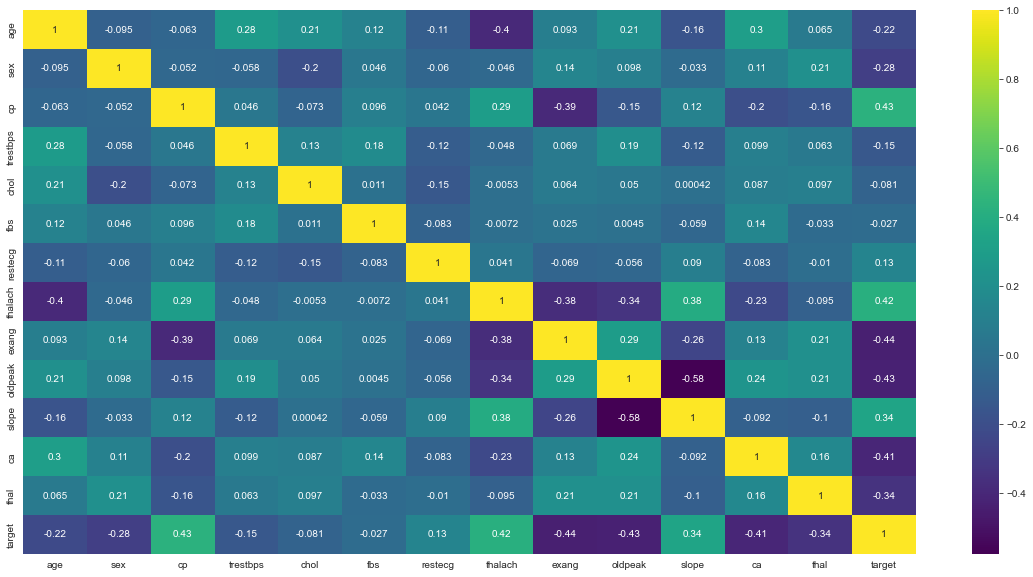 age 1 -0.095 -0.063 0.28 0.21 0.12 -0.11 -0.4 0.093 0.21 -0.16 0.3 0.065 -0.22
sex -0.095 1 -0.052 -0.058 -0.2 0.046 -0.06 -0.046 0.14 0.098 -0.033 0.11 0.21 -0.28
cp -0.063 -0.052 1 0.046 -0.073 0.096 0.042 0.29 -0.39 -0.15 0.12 -0.2 -0.16 0.43
trestbps 0.28 -0.058 0.046 1 0.13 0.18 -0.12 -0.048 0.069 0.19 -0.12 0.099 0.063 -0.15
chol 0.21 -0.2 -0.073 0.13 1 0.011 -0.15 -0.0053 0.064 0.05 0.00042 0.087 0.097 -0.081
fbs 0.12 0.046 0.096 0.18 0.011 1 -0.083 -0.0072 0.025 0.0045 -0.059 0.14 -0.033 -0.027
restecg -0.11 -0.06 0.042 -0.12 -0.15 -0.083 1 0.041 -0.069 -0.056 0.09 -0.083 -0.01 0.13
thalach -0.4 -0.046 0.29 -0.048 -0.0053 -0.0072 0.041 1 -0.38 -0.34 0.38 -0.23 -0.095 0.42
exang 0.093 0.14 -0.39 0.069 0.064 0.025 -0.069 -0.38 1 0.29 -0.26 0.13 0.21 -0.44
oldpeak 0.21 0.098 -0.15 0.19 0.05 0.0045 -0.056 -0.34 0.29 1 -0.58 0.24 0.21 -0.43
slope -0.16 -0.033 0.12 -0.12 0.00042 -0.059 0.09 0.38 -0.26 -0.58 1 -0.092 -0.1 0.34
ca 0.3 0.11 -0.2 0.099 0.087 0.14 -0.083 -0.23 0.13 0.24 -0.092 1 0.16 -0.41
thal 0.065 0.21 -0.16 0.063 0.097 -0.033 -0.01 -0.095 0.21 0.21 -0.1 0.16 1 -0.34
target -0.22 -0.28 0.43 -0.15 -0.081 -0.027 0.13 0.42 -0.44 -0.43 0.34 -0.41 -0.34 1
age sex cp trestbps chol fbs restecg thalach exang oldpeak slope ca thal target
1.0
0.8
0.6
0.4
0.2
0.0
−0.2
−0.4